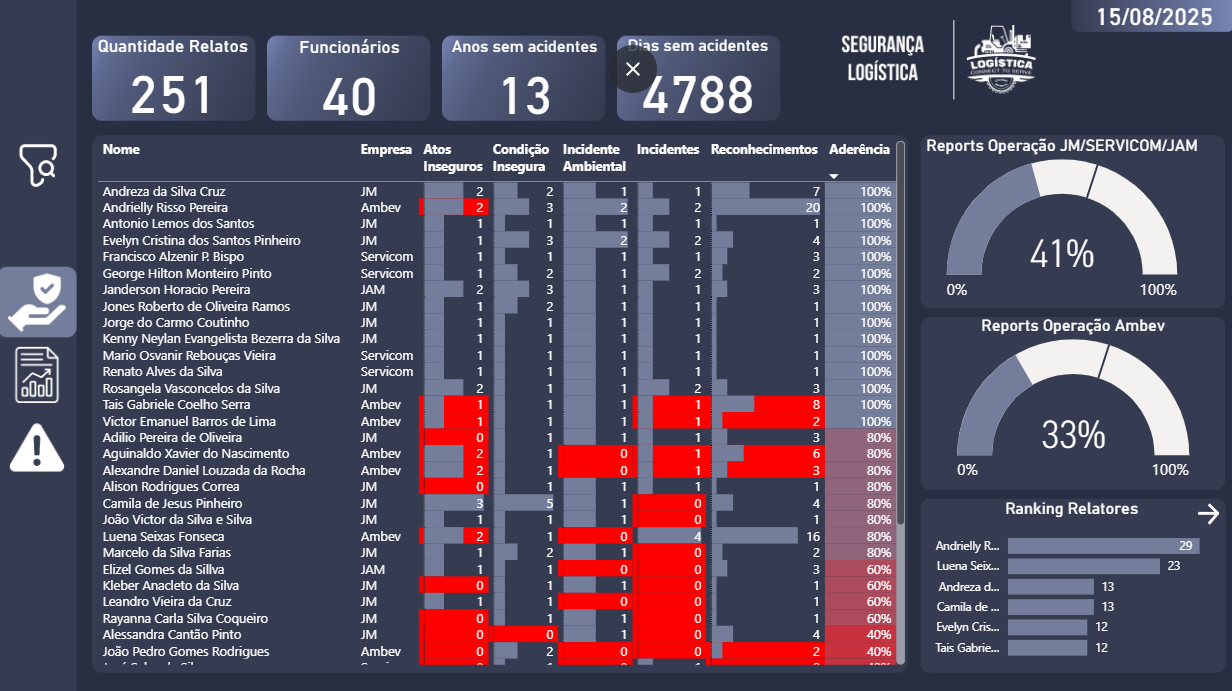 15/08/2025
Quantidade Relatos
251
Funcionários
40
Anos sem acidentes
13
Dias sem acidentes
4788
SEGURANÇA
LOGÍSTICA
LOGÍSTICA
CONNECT TO SERVE
Nome Empresa Atos Inseguros Condição Insegura Incidente Ambiental Incidentes Reconhecimentos Aderência
Andreza da Silva Cruz JM 2 2 1 1 7 100%
Andrielly Risso Pereira Ambev 2 3 2 2 20 100%
Antonio Lemos dos Santos JM 1 1 1 1 1 100%
Evelyn Cristina dos Santos Pinheiro JM 1 3 2 2 4 100%
Francisco Alzenir P. Bispo Servicom 1 1 1 1 3 100%
George Hilton Monteiro Pinto Servicom 1 2 1 2 2 100%
Janderson Horacio Pereira JAM 2 3 1 1 3 100%
Jones Roberto de Oliveira Ramos JM 1 2 1 1 1 100%
Jorge do Carmo Coutinho JM 1 1 1 1 1 100%
Kenny Neylan Evangelista Bezerra da Silva JM 1 1 1 1 1 100%
Mario Osvanir Rebouças Vieira Servicom 1 1 1 1 1 100%
Renato Alves da Silva Servicom 1 1 1 1 1 100%
Rosangela Vasconcelos da Silva JM 2 1 1 2 3 100%
Tais Gabriele Coelho Serra Ambev 1 1 1 1 8 100%
Victor Emanuel Barros de Lima Ambev 1 1 1 1 2 100%
Adilio Pereira de Oliveira JM 0 1 1 1 3 80%
Aguinaldo Xavier do Nascimento Ambev 2 1 0 1 6 80%
Alexandre Daniel Louzada da Rocha Ambev 2 1 0 1 3 80%
Alison Rodrigues Correa JM 0 1 1 1 1 80%
Camila de Jesus Pinheiro JM 3 5 1 0 4 80%
João Victor da Silva e Silva JM 1 1 1 0 1 80%
Luena Seixas Fonseca Ambev 2 1 0 4 16 80%
Marcelo da Silva Farias JM 1 2 1 0 2 80%
Elizel Gomes da Sillva JAM 1 1 0 0 3 60%
Kleber Anacleto da Silva JM 0 1 1 0 1 60%
Leandro Vieira da Cruz JM 1 1 0 0 1 60%
Rayanna Carla Silva Coqueiro JM 0 1 1 0 1 60%
Alessandra Cantão Pinto JM 0 0 1 0 4 40%
João Pedro Gomes Rodrigues Ambev 0 2 0 0 2 40%
Reports Operação JM/SERVICOM/JAM
41%
0% 100%
Reports Operação Ambev
33%
0% 100%
Ranking Relatores
Andrielly R... 29
Luena Seix... 23
Andreza d... 13
Camila de ... 13
Evelyn Cris... 12
Tais Gabrie... 12